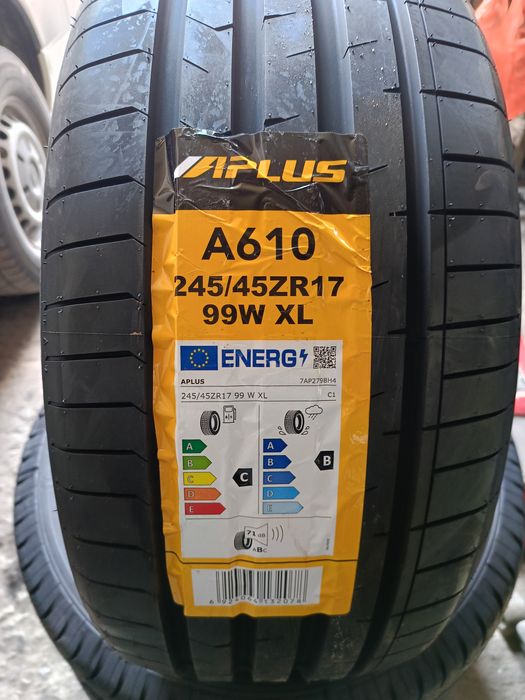 APLUS
A610
245/45ZR17
99W XL
ENERG
APLUS 7AP279BH4
245/45ZR17 99 W XL C1
A A
B B B
C C C
D D
E E
71 dB
ABC